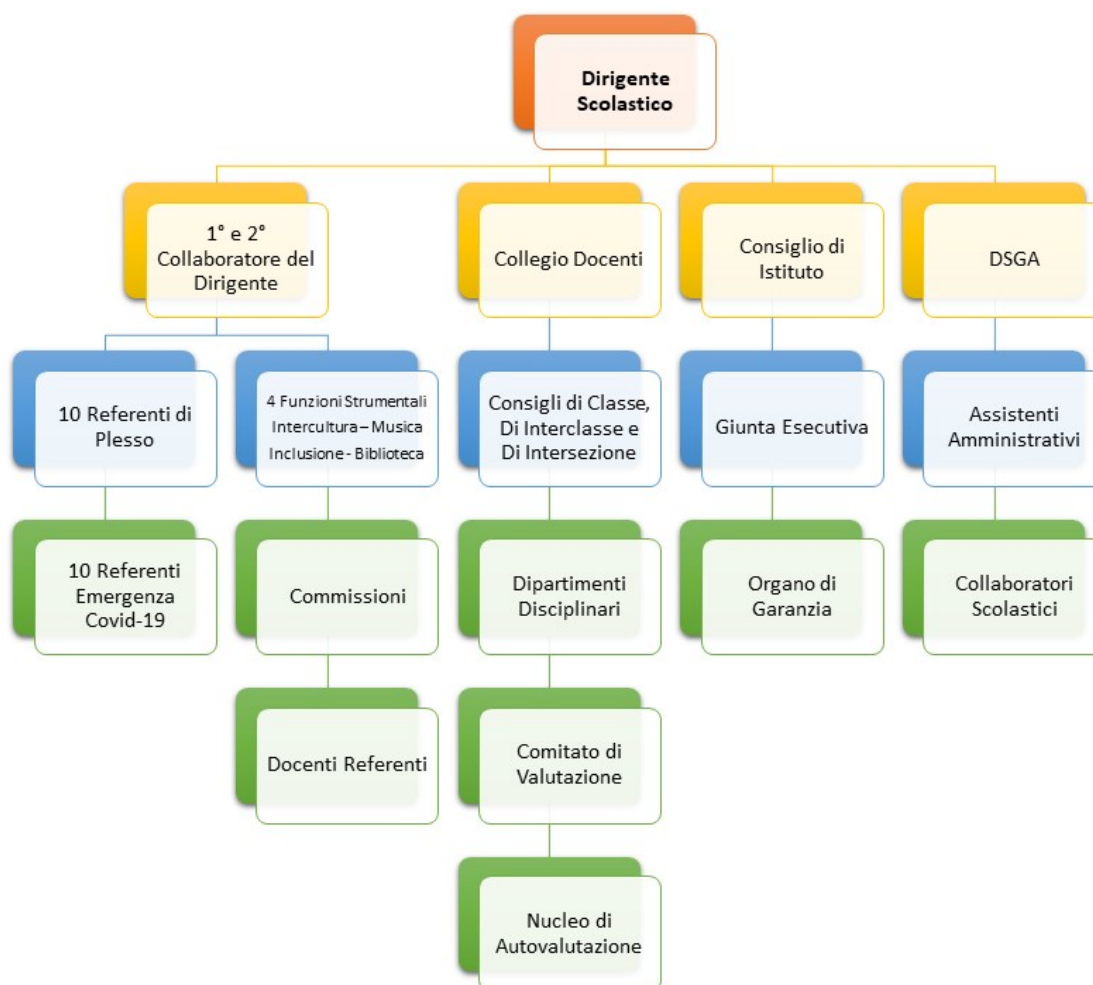 Dirigente
Scolastico
1° e 2°
Collaboratore del
Dirigente
Collegio Docenti
Consiglio di
Istituto
DSGA
10 Referenti di
Plesso
4 Funzioni Strumentali
Intercultura – Musica
Inclusione - Biblioteca
Consigli di Classe,
Di Interclasse e
Di Intersezione
Giunta Esecutiva
Assistenti
Amministrativi
10 Referenti
Emergenza
Covid-19
Commissioni
Dipartimenti
Disciplinari
Organo di
Garanzia
Collaboratori
Scolastici
Docenti Referenti
Comitato di
Valutazione
Nucleo di
Autovalutazione